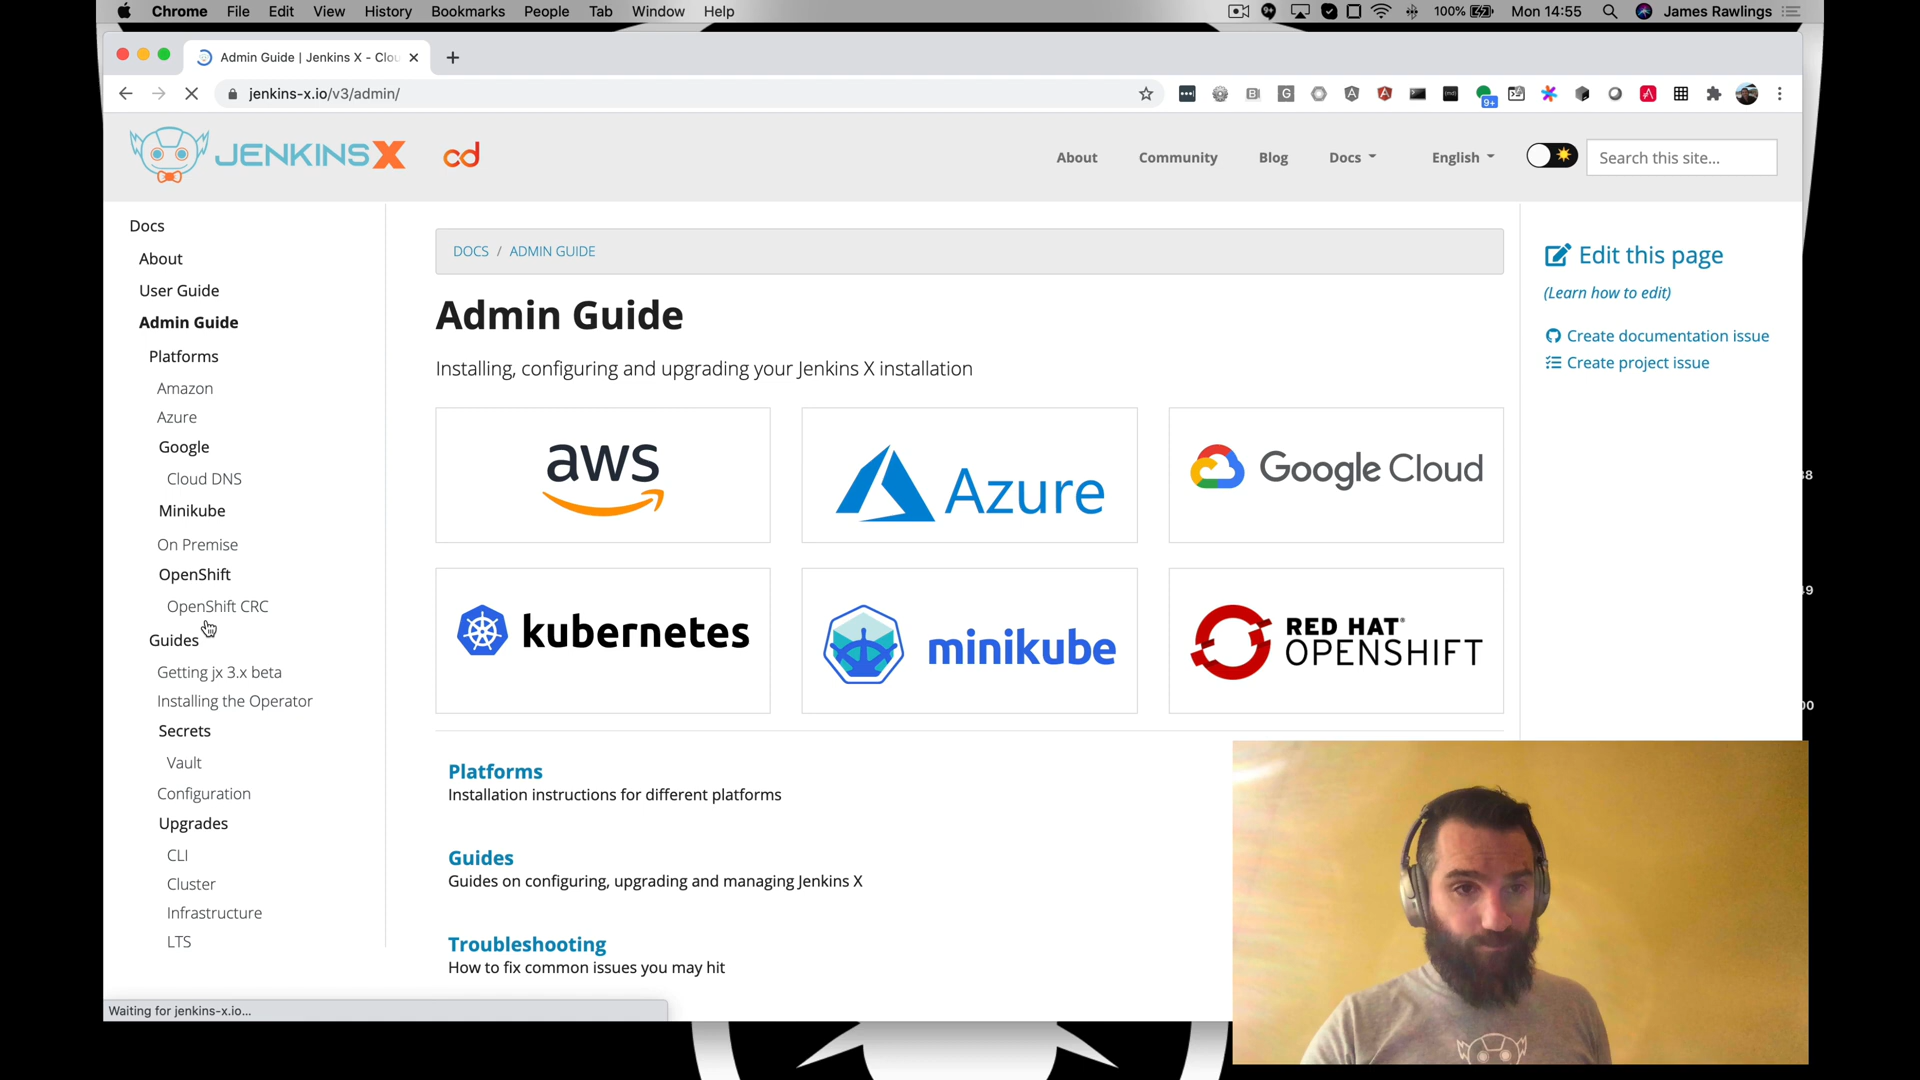 Chrome File Edit View History Bookmarks People Tab Window Help
100% Mon 14:55 James Rawlings
Admin Guide | Jenkins X - Clou
jenkins-x.io/v3/admin/
9+
JENKINS X cd
About Community Blog Docs English Search this site...
Docs
About
User Guide
Admin Guide
Platforms
Amazon
Azure
Google
Cloud DNS
Minikube
On Premise
OpenShift
OpenShift CRC
Guides
Getting jx 3.x beta
Installing the Operator
Secrets
Vault
Configuration
Upgrades
CLI
Cluster
Infrastructure
LTS
DOCS / ADMIN GUIDE
Admin Guide
Installing, configuring and upgrading your Jenkins X installation
aws
Azure
Google Cloud
kubernetes
minikube
RED HAT®
OPENSHIFT
Platforms
Installation instructions for different platforms
Guides
Guides on configuring, upgrading and managing Jenkins X
Troubleshooting
How to fix common issues you may hit
Edit this page
(Learn how to edit)
Create documentation issue
Create project issue
Waiting for jenkins-x.io...